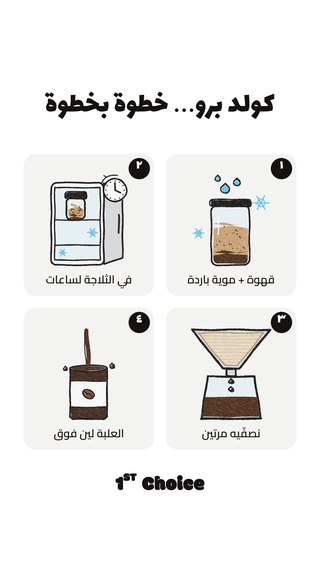 كولد برو... خطوة بخطوة
١
قهوة + موية باردة
٢
في الثلاجة لساعات
٣
نصفّيه مرتين
٤
العلبة لين فوق
1ST Choice